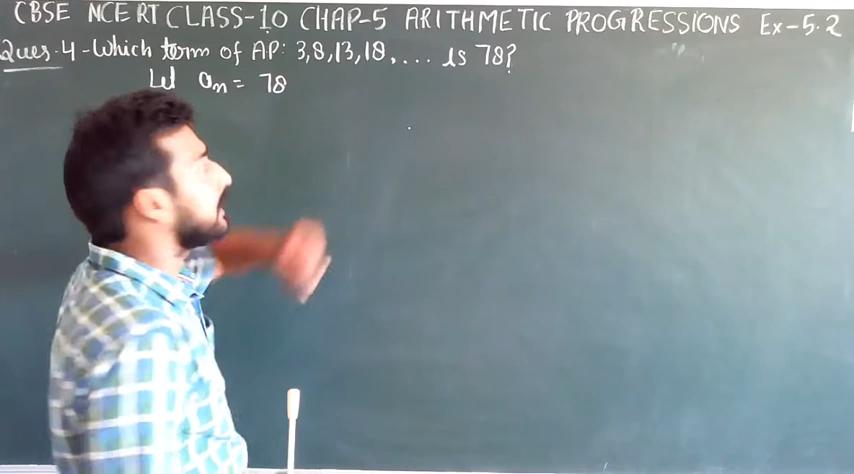 CBSE NCERT CLASS-10 CHAP-5 ARITHMETIC PROGRESSIONS Ex-5.2
Ques. 4 - Which term of AP: 3,8,13,18,.... is 78?
Let an = 78